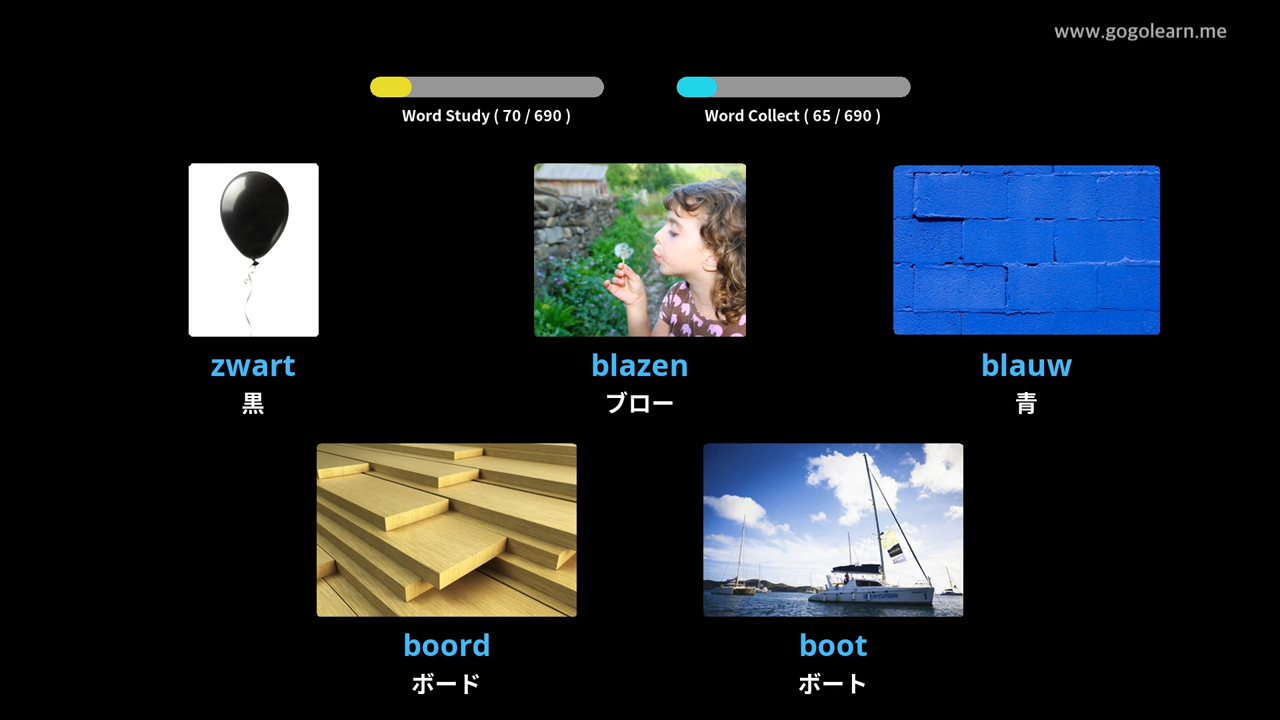 www.gogolearn.me
Word Study ( 70 / 690 )
Word Collect ( 65 / 690 )
zwart
黒
blazen
ブロー
blauw
青
boord
ボード
boot
ボート